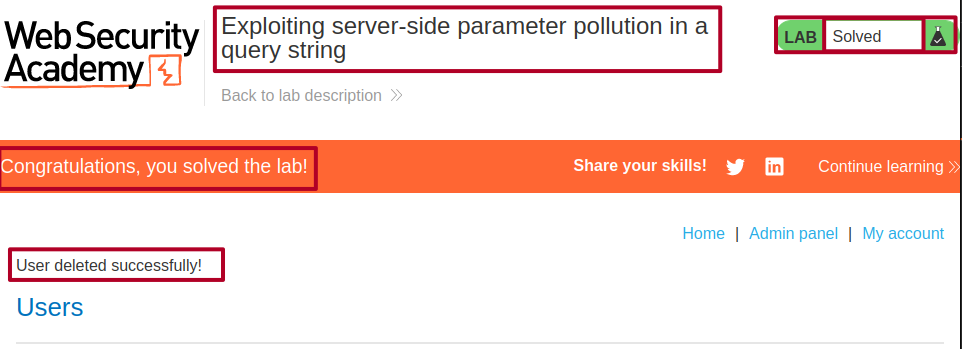 Web Security
Academy
Exploiting server-side parameter pollution in a
query string
LAB Solved
Back to lab description
Congratulations, you solved the lab!
Share your skills!
Continue learning
Home | Admin panel | My account
User deleted successfully!
Users